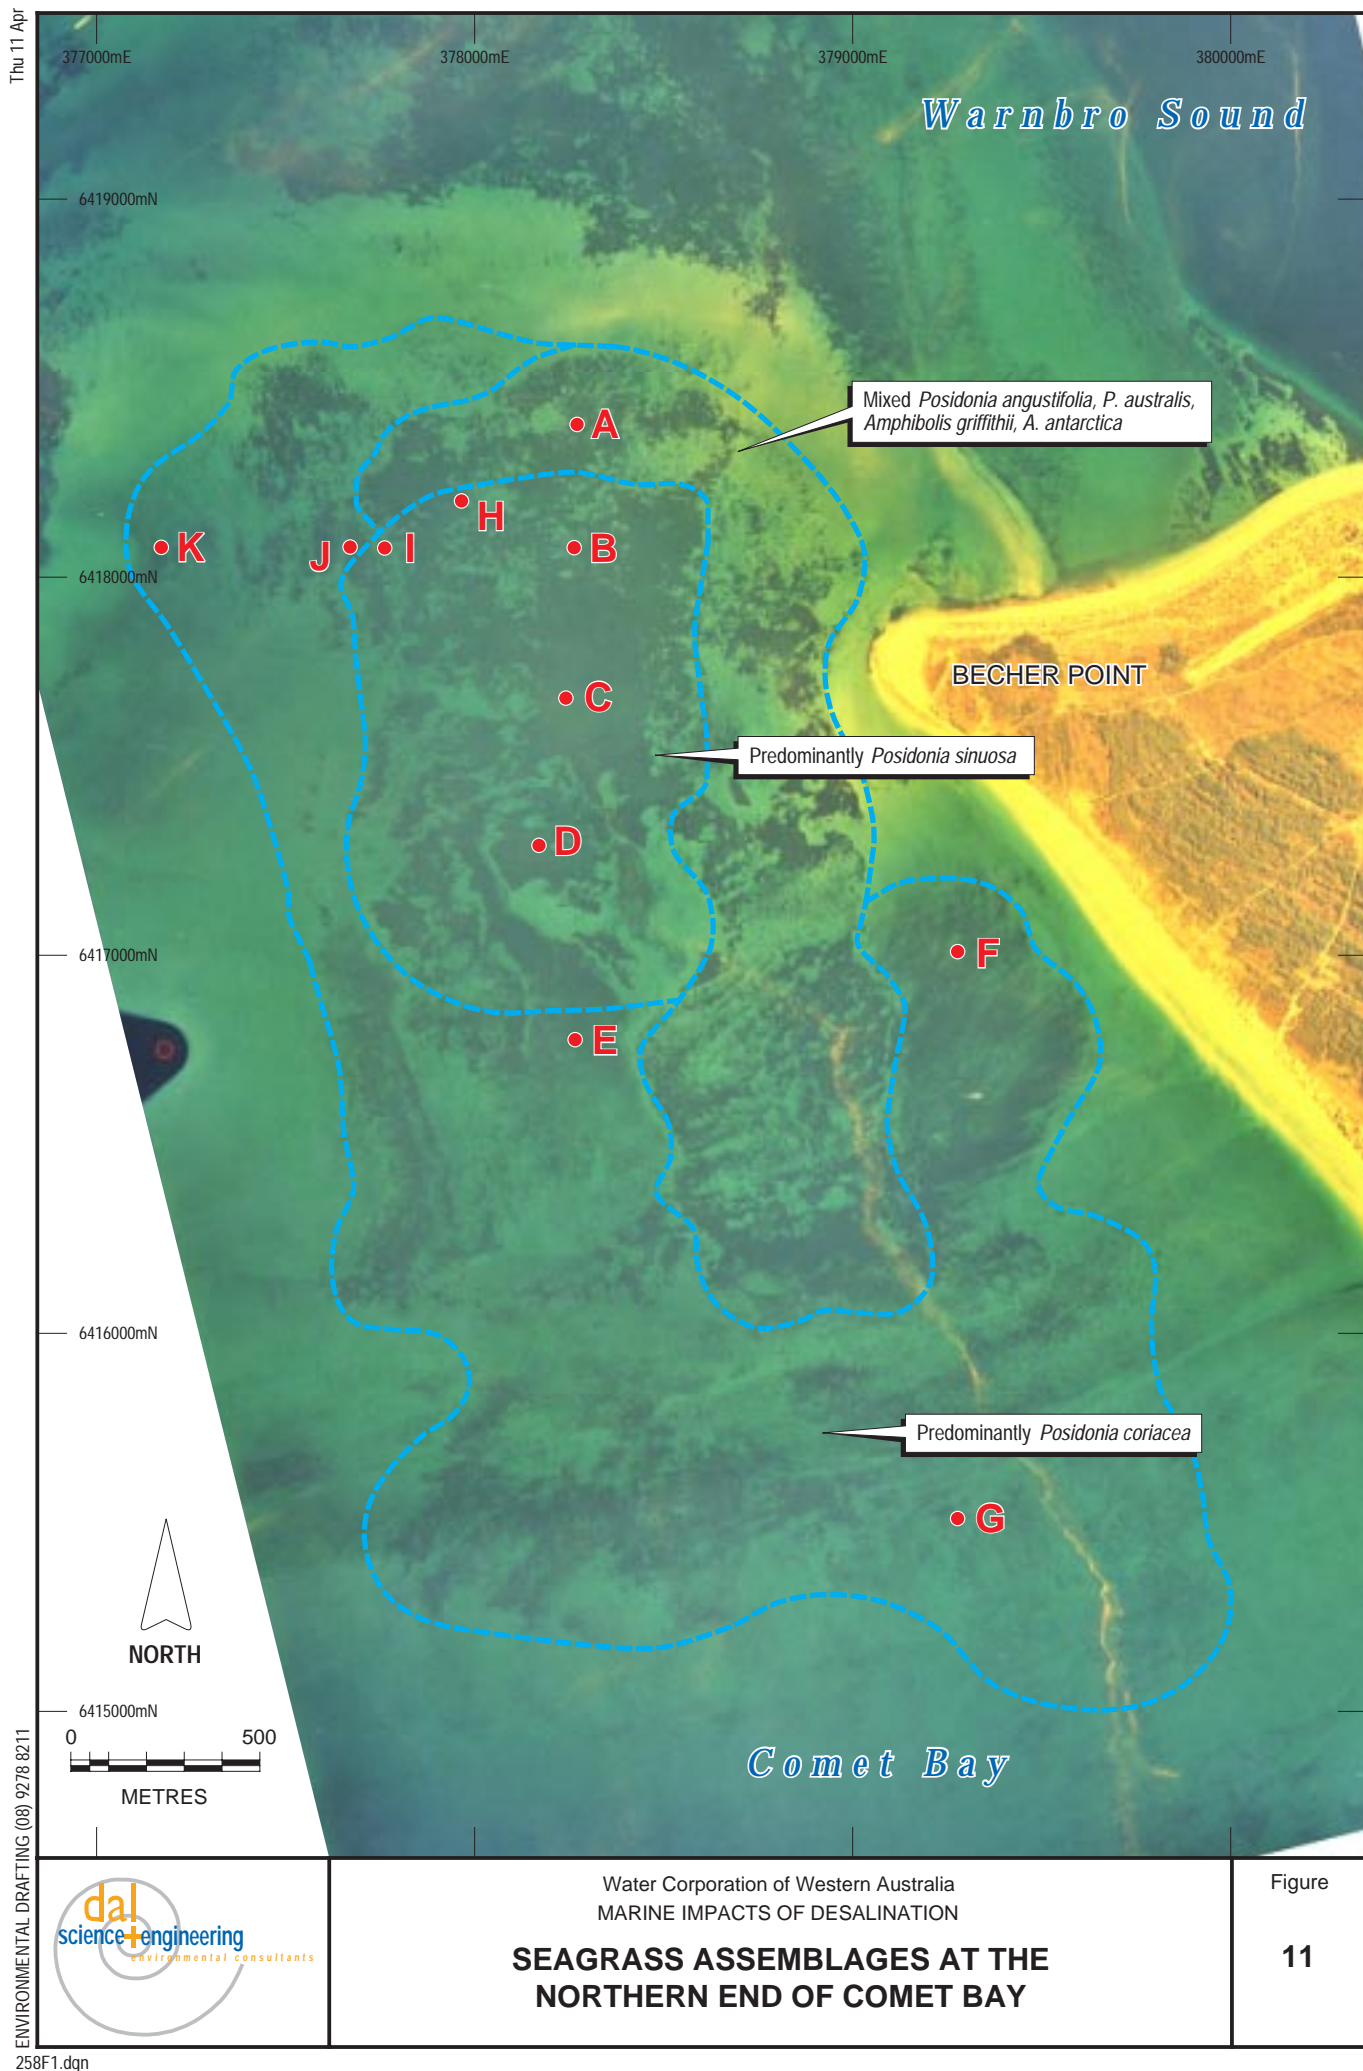 Thu 11 Apr
377000mE
378000mE
379000mE
380000mE
Warnbro Sound
6419000mN
Mixed Posidonia angustifolia, P. australis,
Amphibolis griffithii, A. antarctica
A
H
K
J
I
B
6418000mN
BECHER POINT
C
Predominantly Posidonia sinuosa
D
6417000mN
F
E
6416000mN
Predominantly Posidonia coriacea
G
NORTH
6415000mN
0 500
METRES
Comet Bay
ENVIRONMENTAL DRAFTING (08) 9278 8211
dal
science+engineering
environmental consultants
Water Corporation of Western Australia
MARINE IMPACTS OF DESALINATION
SEAGRASS ASSEMBLAGES AT THE
NORTHERN END OF COMET BAY
Figure
11
258F1.dgn